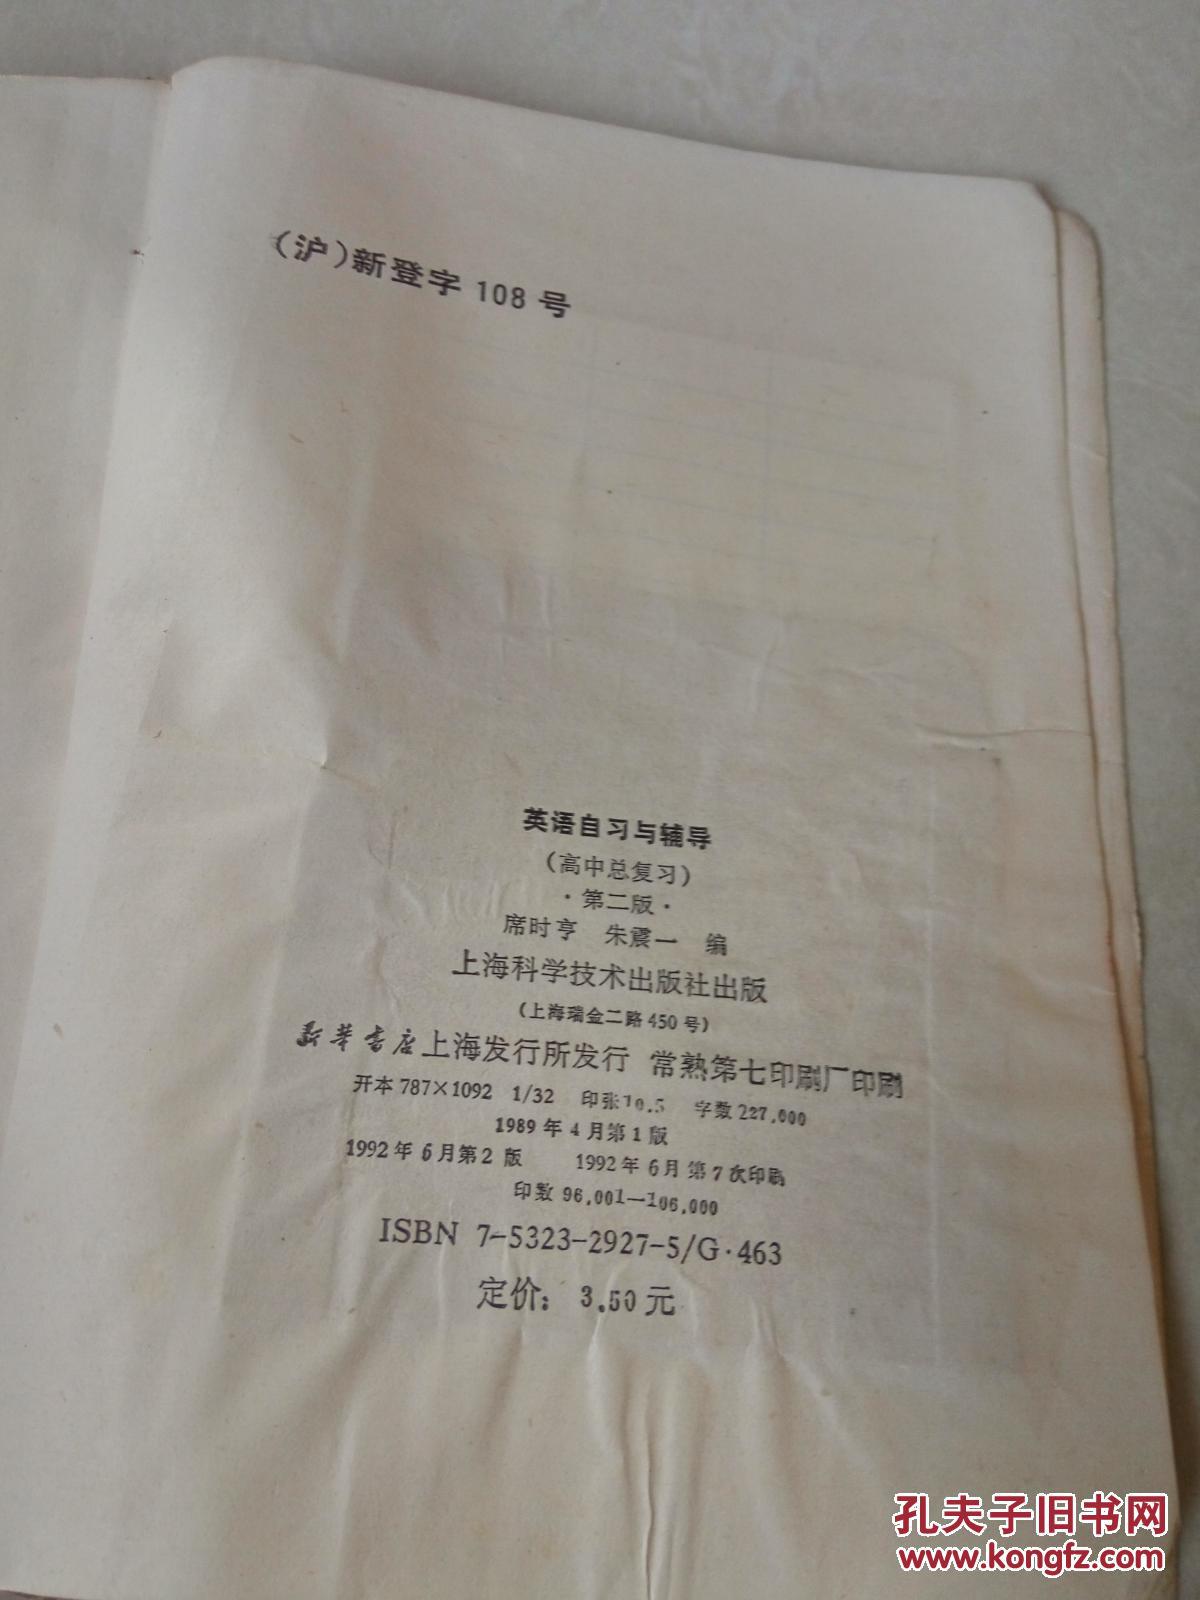 (沪)新登字 108 号
英语自习与辅导
(高中总复习)
·第二版·
席时亨 朱震一 编
上海科学技术出版社出版
(上海瑞金二路 450 号)
新华书店上海发行所发行 常熟第七印刷厂印刷
开本 787×1092 1/32 印张 10.5 字数 227,000
1989 年 4 月第 1 版
1992 年 6 月第 2 版 1992 年 6 月第 7 次印刷
印数 96,001—106,000
ISBN 7-5323-2927-5/G·463
定价: 3.50 元
孔夫子旧书网
www.kongfz.com